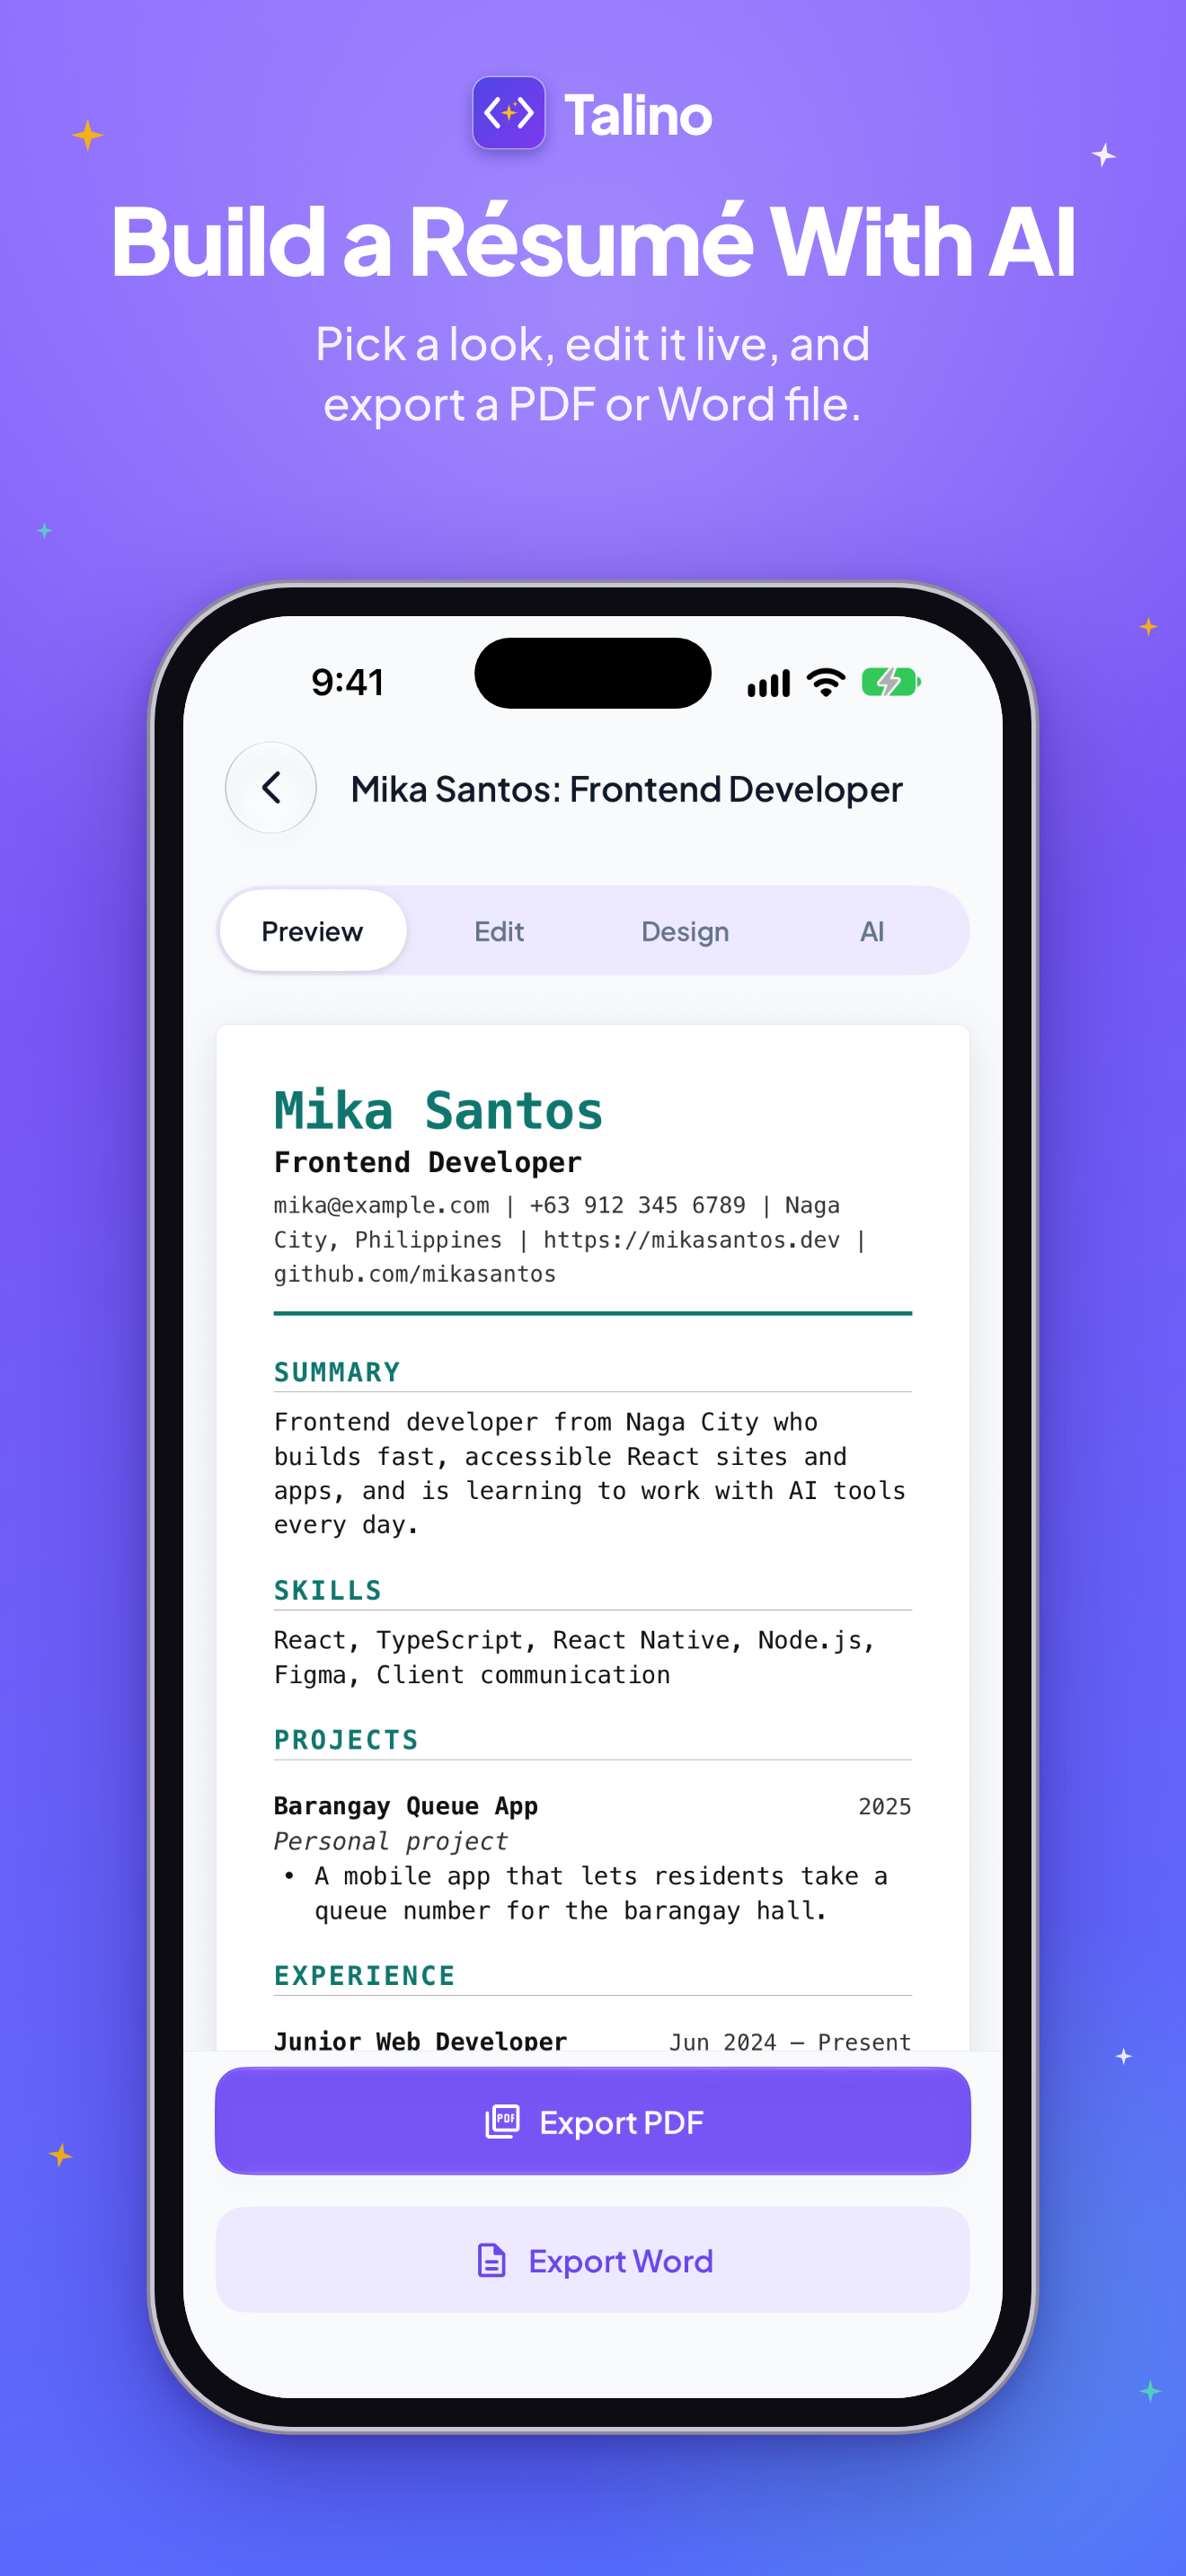 Talino
Build a Résumé With AI
Pick a look, edit it live, and
export a PDF or Word file.
9:41
Mika Santos: Frontend Developer
Preview Edit Design AI
Mika Santos
Frontend Developer
mika@example.com | +63 912 345 6789 | Naga
City, Philippines | https://mikasantos.dev |
github.com/mikasantos
SUMMARY
Frontend developer from Naga City who
builds fast, accessible React sites and
apps, and is learning to work with AI tools
every day.
SKILLS
React, TypeScript, React Native, Node.js,
Figma, Client communication
PROJECTS
Barangay Queue App 2025
Personal project
• A mobile app that lets residents take a
queue number for the barangay hall.
EXPERIENCE
Junior Web Developer Jun 2024 — Present
PDF Export PDF
Export Word